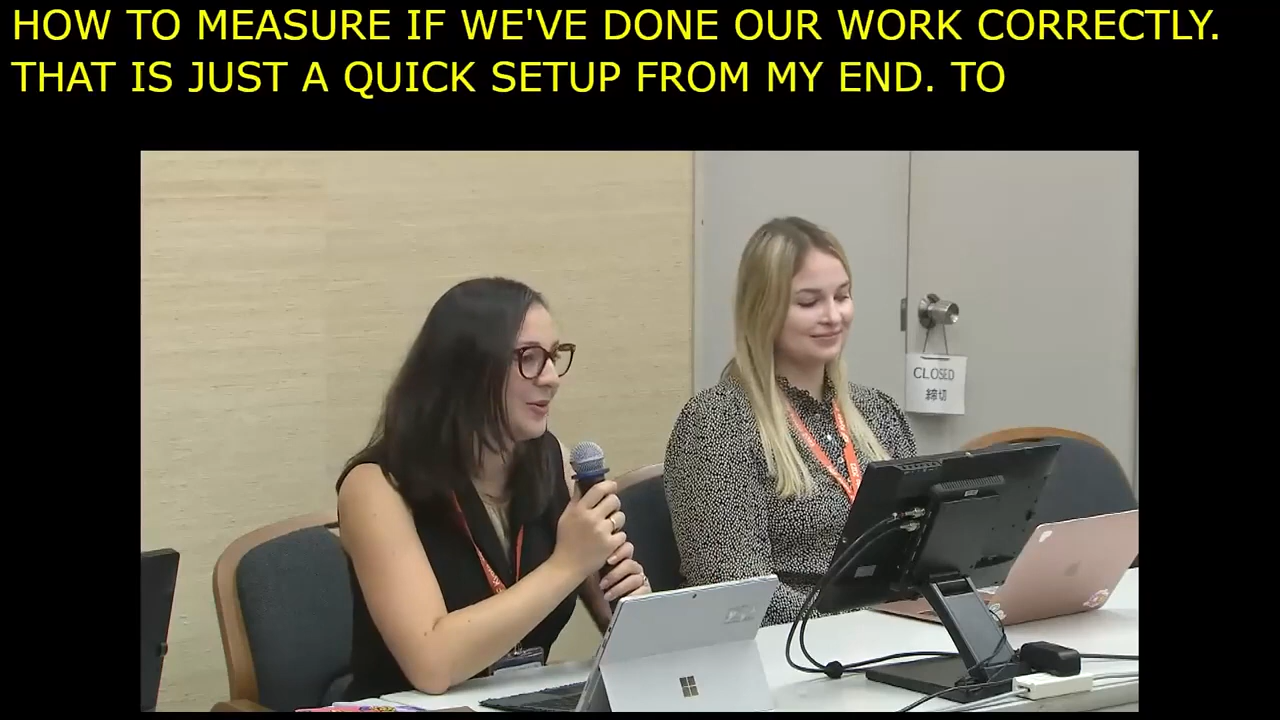 HOW TO MEASURE IF WE'VE DONE OUR WORK CORRECTLY.
THAT IS JUST A QUICK SETUP FROM MY END. TO
CLOSED
締切